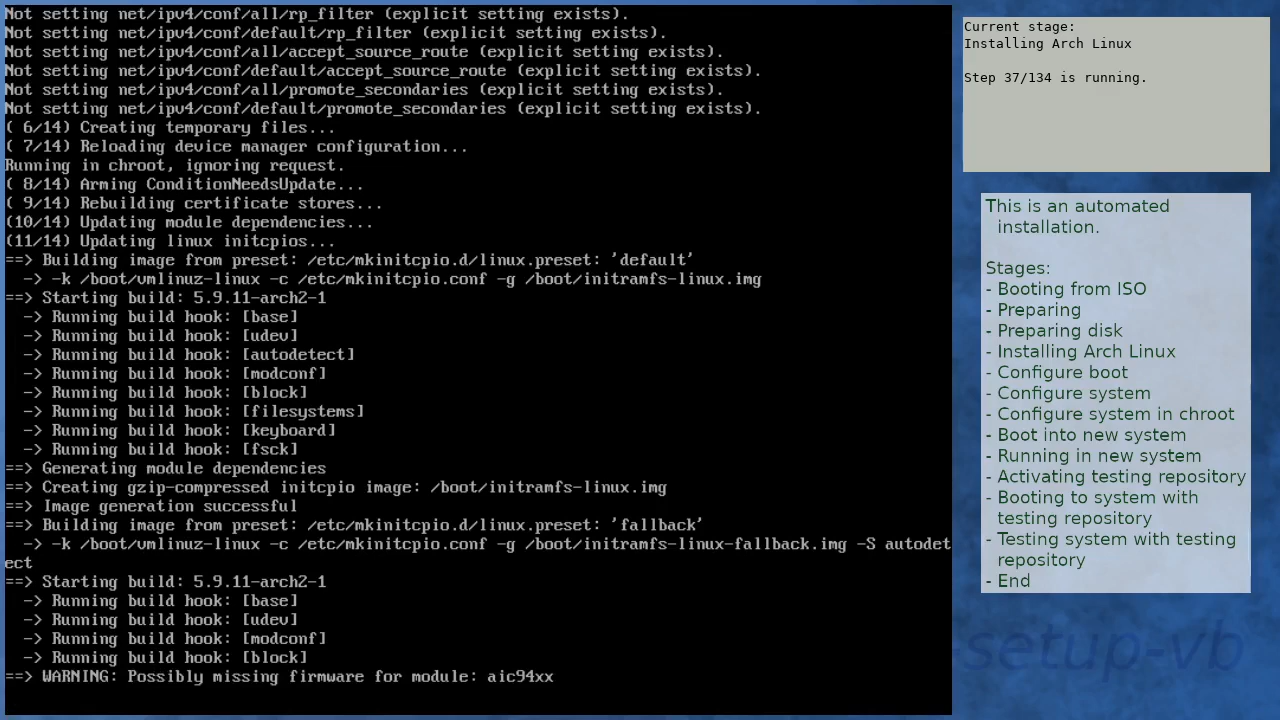 Not setting net/ipv4/conf/all/rp_filter (explicit setting exists).
Not setting net/ipv4/conf/default/rp_filter (explicit setting exists).
Not setting net/ipv4/conf/all/accept_source_route (explicit setting exists).
Not setting net/ipv4/conf/default/accept_source_route (explicit setting exists).
Not setting net/ipv4/conf/all/promote_secondaries (explicit setting exists).
Not setting net/ipv4/conf/default/promote_secondaries (explicit setting exists).
( 6/14) Creating temporary files...
( 7/14) Reloading device manager configuration...
Running in chroot, ignoring request.
( 8/14) Arming ConditionNeedsUpdate...
( 9/14) Rebuilding certificate stores...
(10/14) Updating module dependencies...
(11/14) Updating linux initcpios...
==> Building image from preset: /etc/mkinitcpio.d/linux.preset: 'default'
  -> -k /boot/vmlinuz-linux -c /etc/mkinitcpio.conf -g /boot/initramfs-linux.img
==> Starting build: 5.9.11-arch2-1
  -> Running build hook: [base]
  -> Running build hook: [udev]
  -> Running build hook: [autodetect]
  -> Running build hook: [modconf]
  -> Running build hook: [block]
  -> Running build hook: [filesystems]
  -> Running build hook: [keyboard]
  -> Running build hook: [fsck]
==> Generating module dependencies
==> Creating gzip-compressed initcpio image: /boot/initramfs-linux.img
==> Image generation successful
==> Building image from preset: /etc/mkinitcpio.d/linux.preset: 'fallback'
  -> -k /boot/vmlinuz-linux -c /etc/mkinitcpio.conf -g /boot/initramfs-linux-fallback.img -S autodet
ect
==> Starting build: 5.9.11-arch2-1
  -> Running build hook: [base]
  -> Running build hook: [udev]
  -> Running build hook: [modconf]
  -> Running build hook: [block]
==> WARNING: Possibly missing firmware for module: aic94xx
Current stage:
Installing Arch Linux
Step 37/134 is running.
This is an automated
installation.
Stages:
- Booting from ISO
- Preparing
- Preparing disk
- Installing Arch Linux
- Configure boot
- Configure system
- Configure system in chroot
- Boot into new system
- Running in new system
- Activating testing repository
- Booting to system with
testing repository
- Testing system with testing
repository
- End
-setup-vb